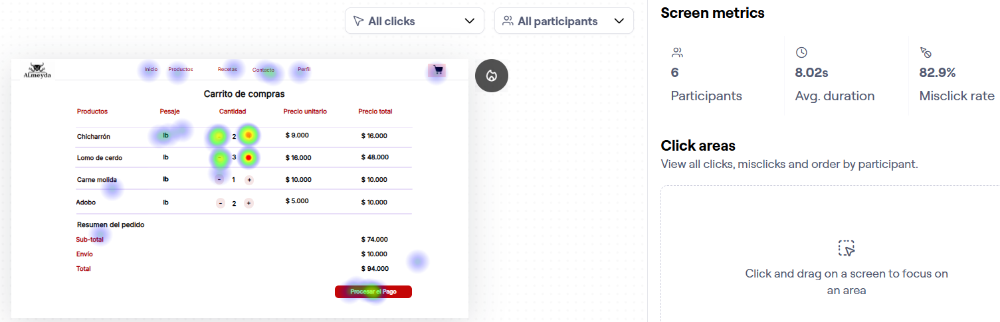 All clicks
All participants
Screen metrics
6
8.02s
82.9%
Participants
Avg. duration
Misclick rate
Click areas
View all clicks, misclicks and order by participant.
Click and drag on a screen to focus on
an area
ALmeyda
Inicio Productos Recetas Contacto Perfil
Carrito de compras
Productos Pesaje Cantidad Precio unitario Precio total
Chicharrón lb - 2 $ 9.000 $ 16.000
Lomo de cerdo lb - 3 $ 16.000 $ 48.000
Carne molida lb - 1 + $ 10.000 $ 10.000
Adobo lb - 2 + $ 5.000 $ 10.000
Resumen del pedido
Sub-total $ 74.000
Envío $ 10.000
Total $ 94.000
Procesar el Pago